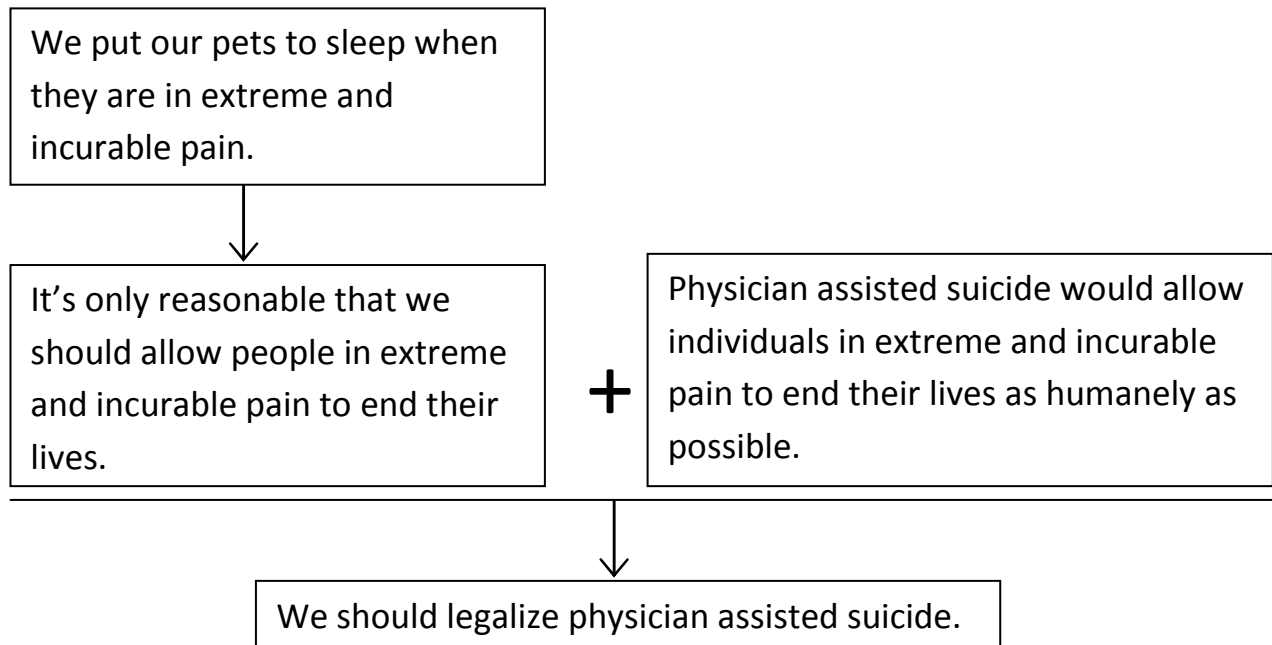 We put our pets to sleep when
they are in extreme and
incurable pain.
It’s only reasonable that we
should allow people in extreme
and incurable pain to end their
lives.
+
Physician assisted suicide would allow
individuals in extreme and incurable
pain to end their lives as humanely as
possible.
We should legalize physician assisted suicide.